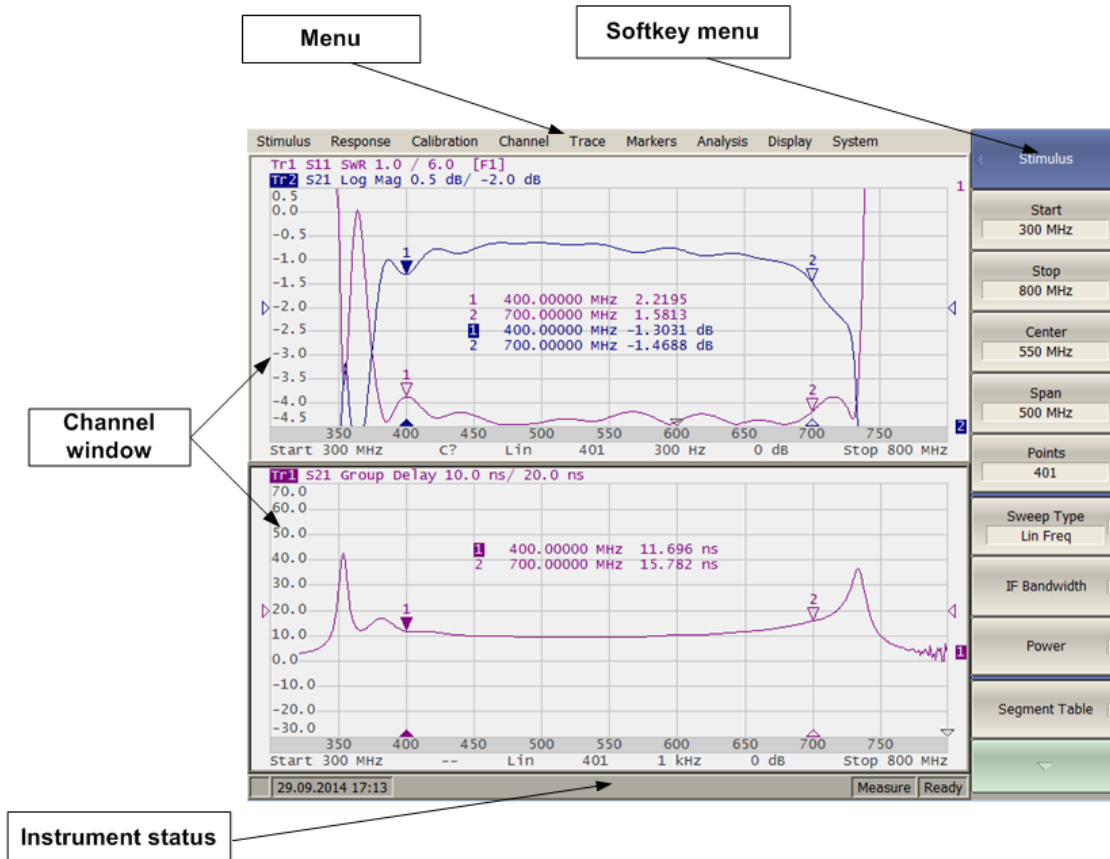 Menu
Softkey menu
Stimulus Response Calibration Channel Trace Markers Analysis Display System
Tr1 S11 SWR 1.0 / 6.0 [F1]
Tr2 S21 Log Mag 0.5 dB/ -2.0 dB
1
0.5
0.0
-0.5
-1.0
-1.5
-2.0
-2.5
-3.0
-3.5
-4.0
-4.5
1
2
1 400.00000 MHz 2.2195
2 700.00000 MHz 1.5813
1 400.00000 MHz -1.3031 dB
2 700.00000 MHz -1.4688 dB
1
2
2
350 400 450 500 550 600 650 700 750
Start 300 MHz C? Lin 401 300 Hz 0 dB Stop 800 MHz
Channel
window
Tr1 S21 Group Delay 10.0 ns/ 20.0 ns
70.0
60.0
50.0
40.0
30.0
20.0
10.0
0.0
-10.0
-20.0
-30.0
1 400.00000 MHz 11.696 ns
2 700.00000 MHz 15.782 ns
1
2
1
350 400 450 500 550 600 650 700 750
Start 300 MHz -- Lin 401 1 kHz 0 dB Stop 800 MHz
29.09.2014 17:13 Measure Ready
Stimulus
Start
300 MHz
Stop
800 MHz
Center
550 MHz
Span
500 MHz
Points
401
Sweep Type
Lin Freq
IF Bandwidth
Power
Segment Table
Instrument status